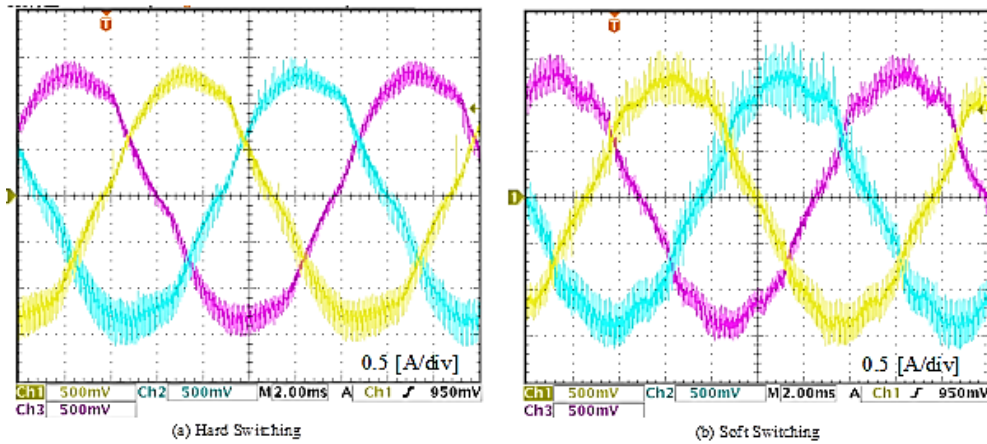 T
0.5 [A/div]
Ch1 500mV Ch2 500mV M 2.00ms A Ch1 950mV
Ch3 500mV
(a) Hard Switching
T
0.5 [A/div]
Ch1 500mV Ch2 500mV M 2.00ms A Ch1 950mV
Ch3 500mV
(b) Soft Switching